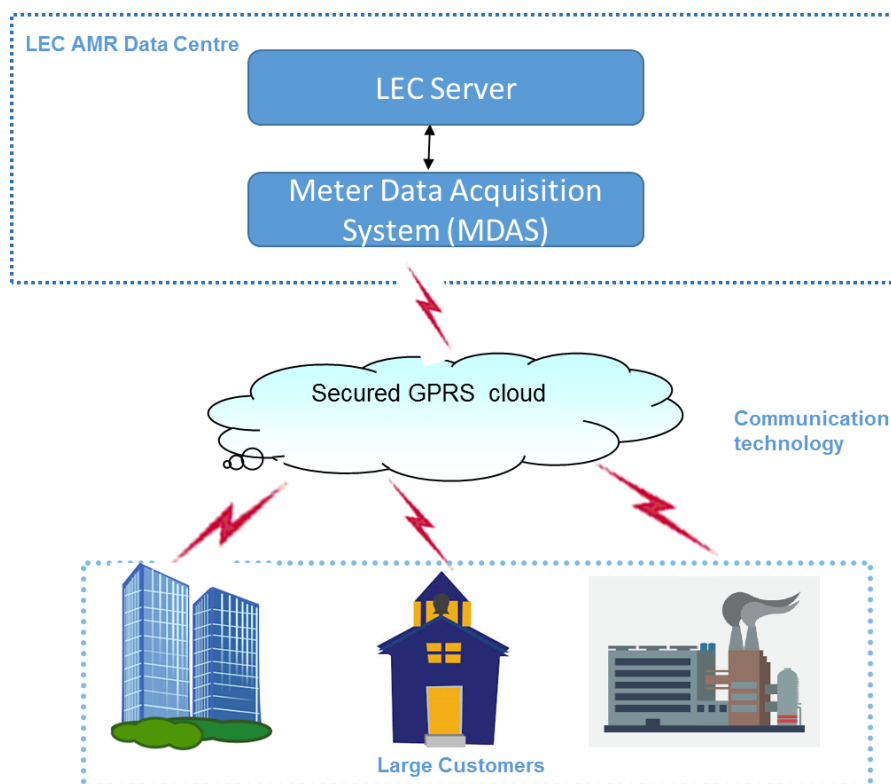 LEC AMR Data Centre
LEC Server
Meter Data Acquisition
System (MDAS)
Secured GPRS cloud
Communication
technology
Large Customers